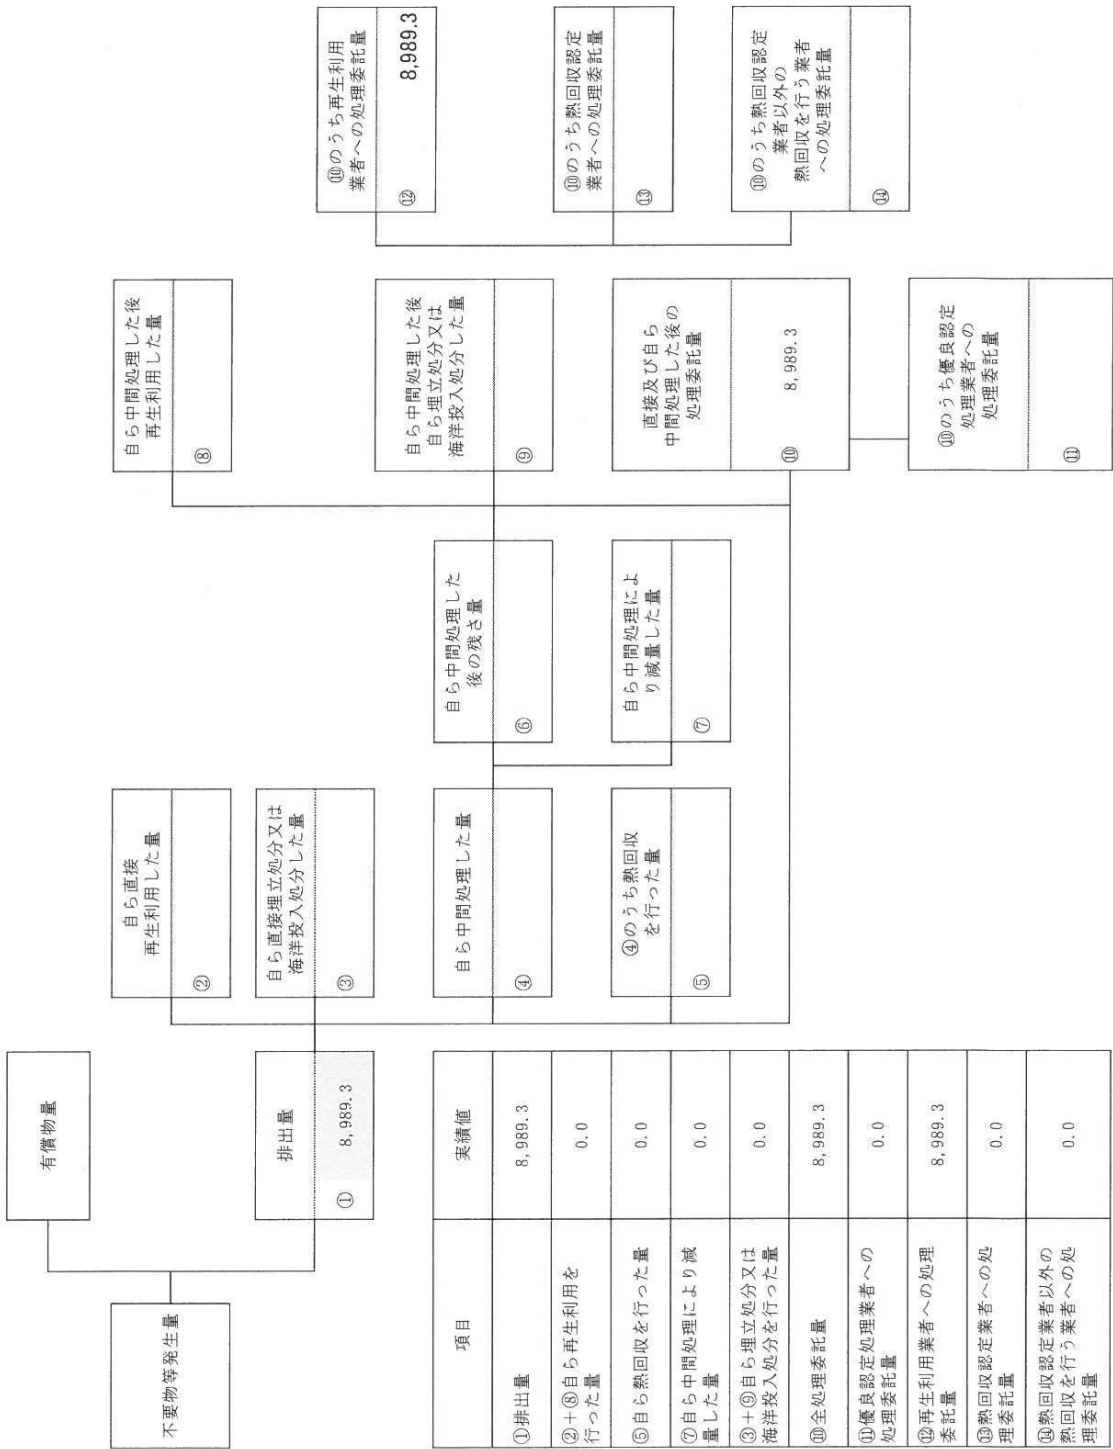 不要物等発生量
有償物量
排出量
① 8,989.3
自ら直接
再生利用した量
②
自ら直接埋立処分又は
海洋投入処分した量
③
自ら中間処理した量
④
④のうち熱回収
を行った量
⑤
自ら中間処理した
後の残さ量
⑥
自ら中間処理によ
り減量した量
⑦
自ら中間処理した後
再生利用した量
⑧
自ら中間処理した後
自ら埋立処分又は
海洋投入処分した量
⑨
直接及び自ら
中間処理した後の
処理委託量
⑩ 8,989.3
⑩のうち優良認定
処理業者への
処理委託量
⑪
⑩のうち再生利用
業者への処理委託量
⑫ 8,989.3
⑩のうち熱回収認定
業者への処理委託量
⑬
⑩のうち熱回収認定
業者以外の
熱回収を行う業者
への処理委託量
⑭
項目 実績値
①排出量 8,989.3
②+⑧自ら再生利用を
行った量 0.0
⑤自ら熱回収を行った量 0.0
⑦自ら中間処理により減
量した量 0.0
③+⑨自ら埋立処分又は
海洋投入処分を行った量 0.0
⑩全処理委託量 8,989.3
⑪優良認定処理業者への
処理委託量 0.0
⑫再生利用業者への処理
委託量 8,989.3
⑬熱回収認定業者への処
理委託量 0.0
⑭熱回収認定業者以外の
熱回収を行う業者への処
理委託量 0.0